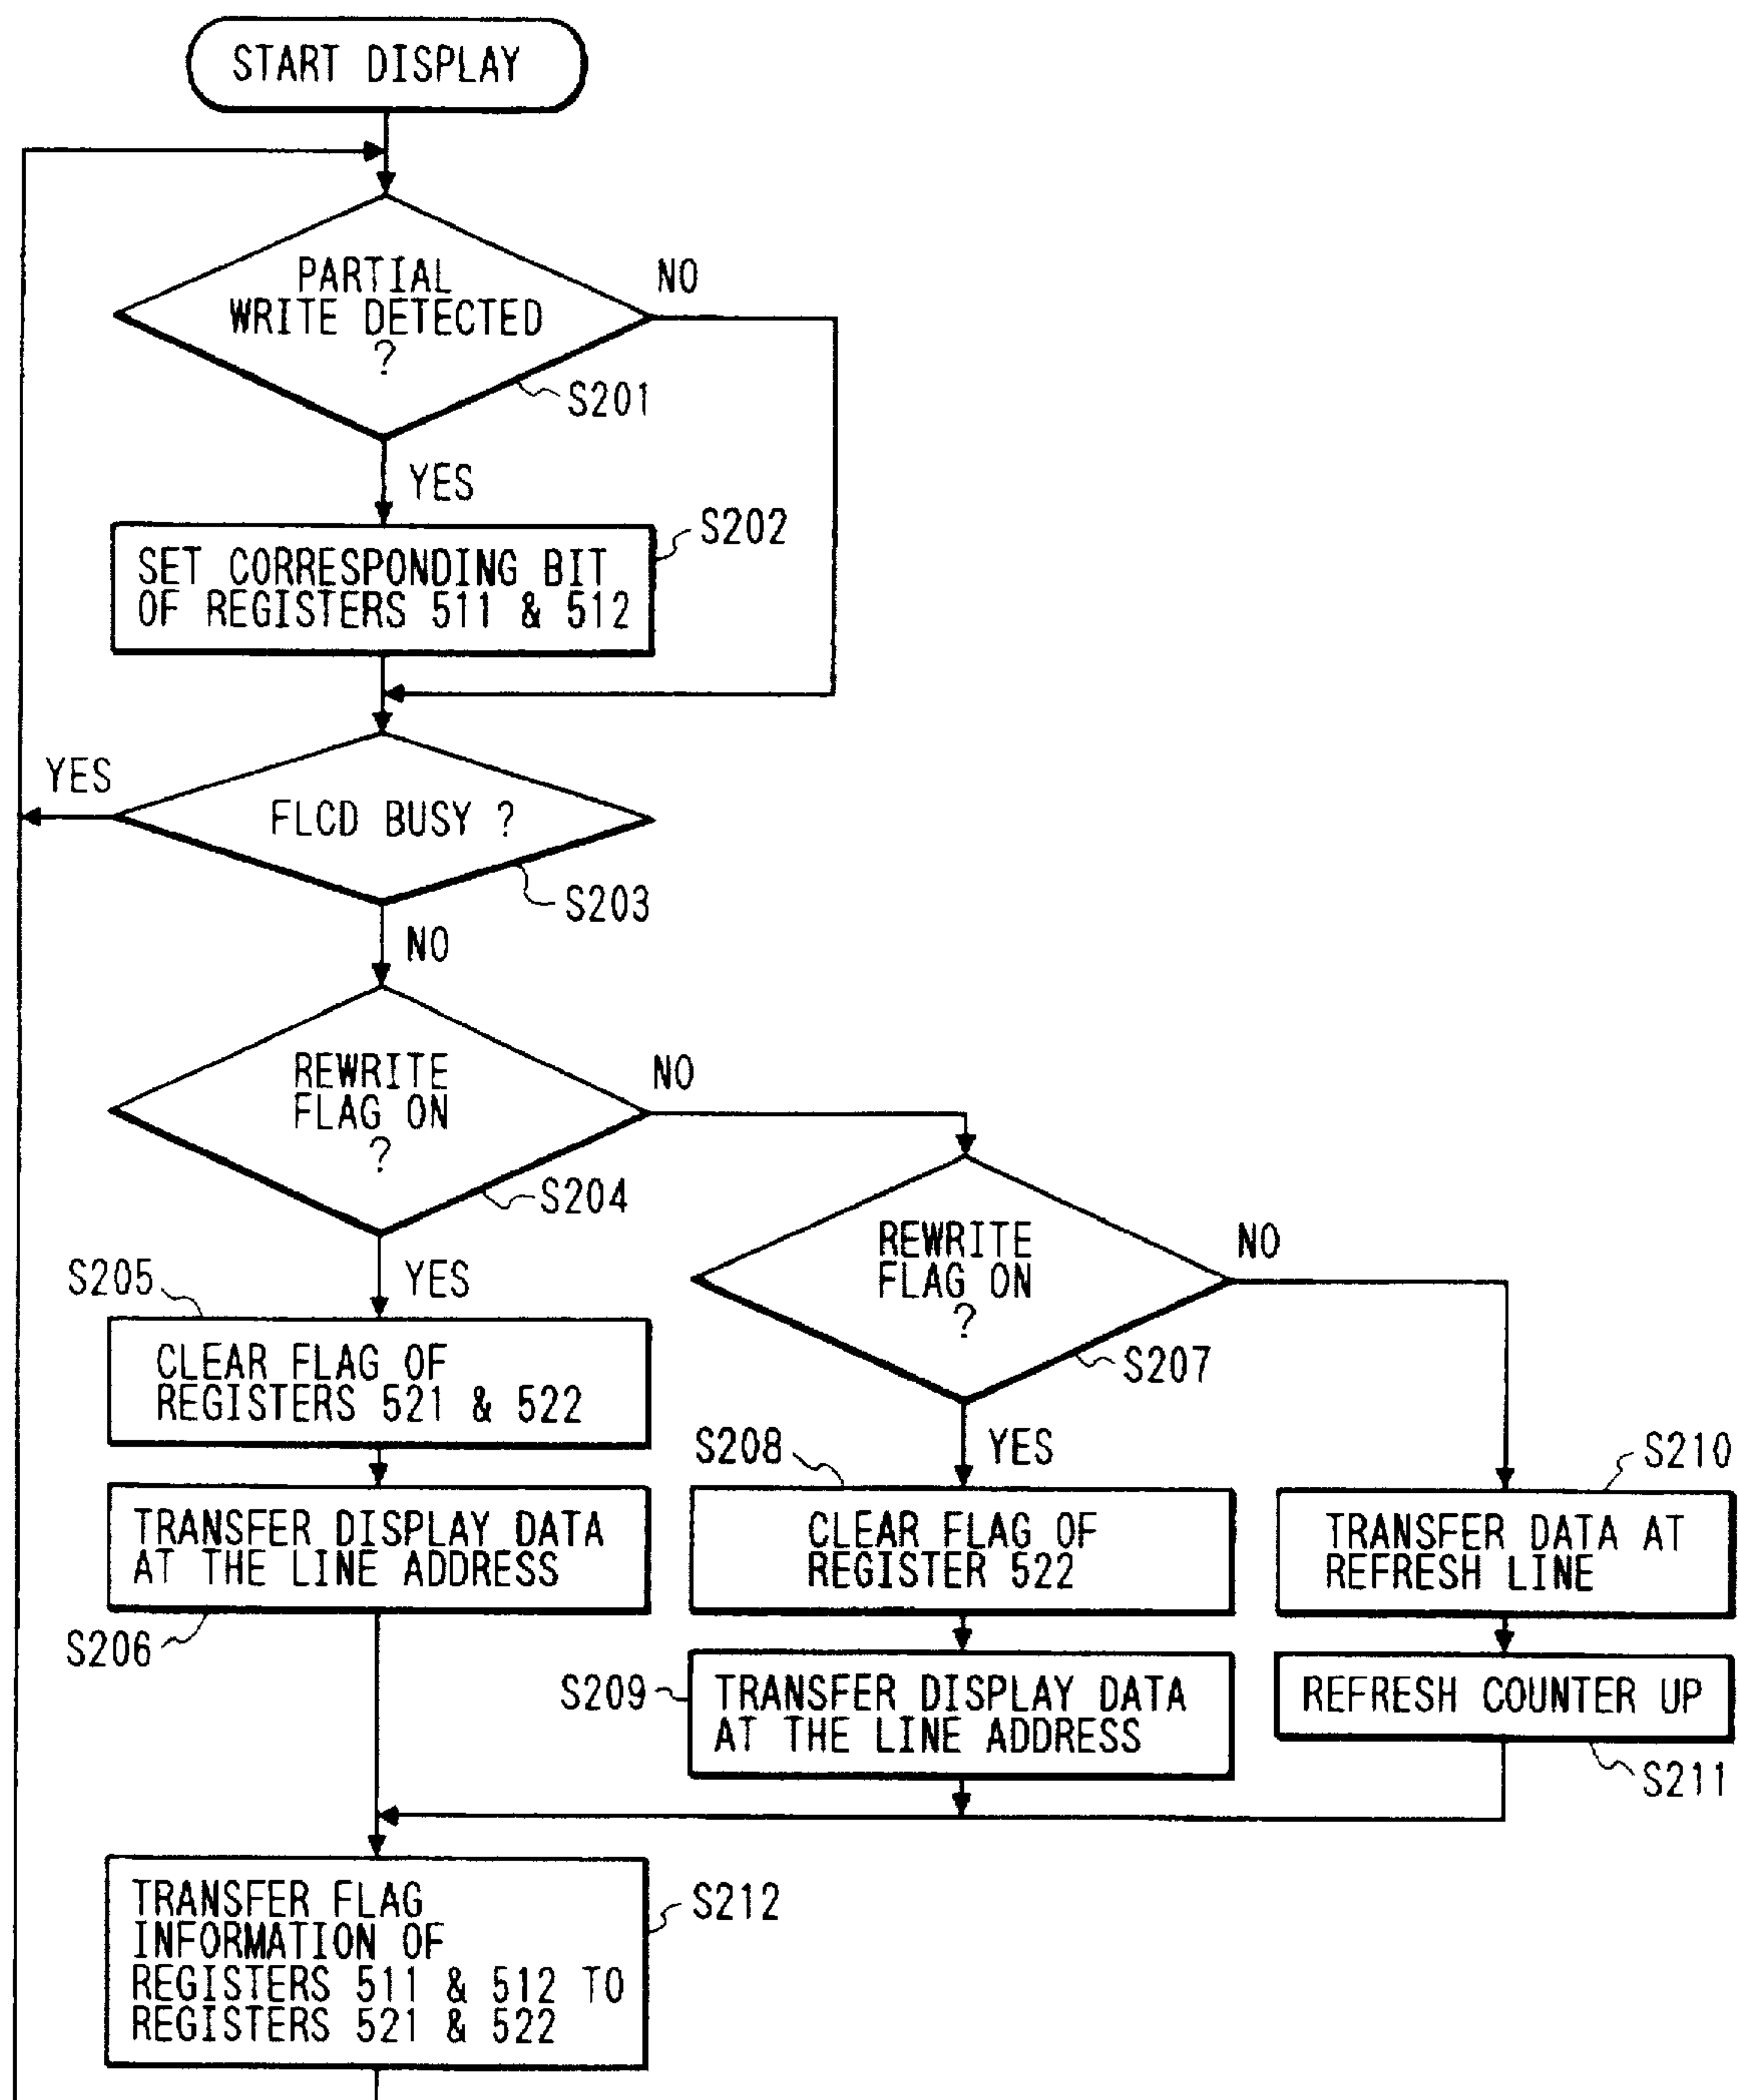 START DISPLAY
PARTIAL
WRITE DETECTED
?
NO
S201
YES
S202
SET CORRESPONDING BIT
OF REGISTERS 511 & 512
YES
FLCD BUSY ?
S203
NO
REWRITE
FLAG ON
?
NO
S204
YES
REWRITE
FLAG ON
?
NO
S207
YES
S205
CLEAR FLAG OF
REGISTERS 521 & 522
TRANSFER DISPLAY DATA
AT THE LINE ADDRESS
S206
S208
CLEAR FLAG OF
REGISTER 522
S209
TRANSFER DISPLAY DATA
AT THE LINE ADDRESS
S210
TRANSFER DATA AT
REFRESH LINE
REFRESH COUNTER UP
S211
TRANSFER FLAG
INFORMATION OF
REGISTERS 511 & 512 TO
REGISTERS 521 & 522
S212